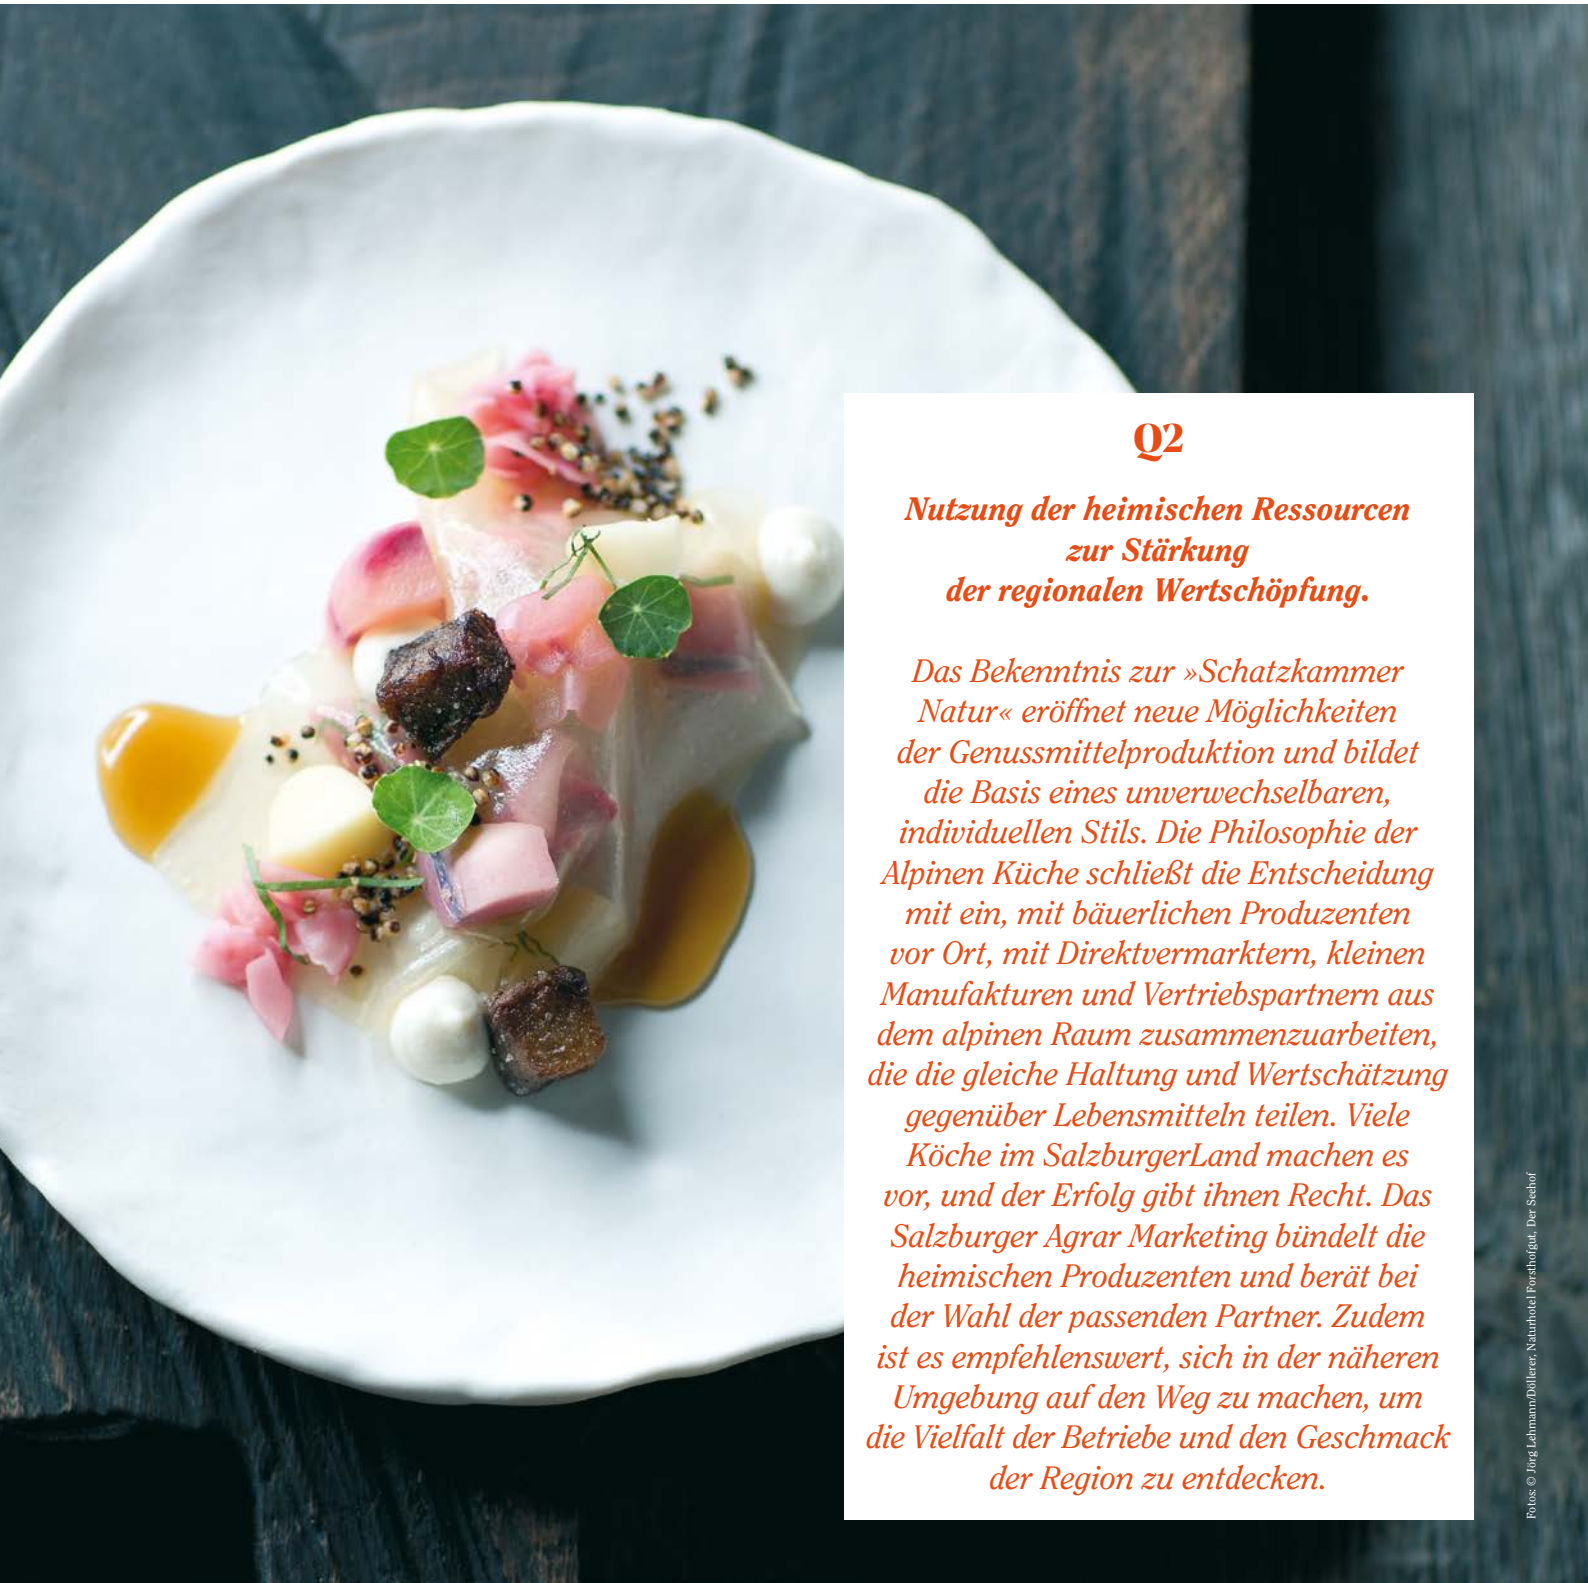 Q2
Nutzung der heimischen Ressourcen
zur Stärkung
der regionalen Wertschöpfung.
Das Bekenntnis zur »Schatzkammer
Natur« eröffnet neue Möglichkeiten
der Genussmittelproduktion und bildet
die Basis eines unverwechselbaren,
individuellen Stils. Die Philosophie der
Alpinen Küche schließt die Entscheidung
mit ein, mit bäuerlichen Produzenten
vor Ort, mit Direktvermarktern, kleinen
Manufakturen und Vertriebspartnern aus
dem alpinen Raum zusammenzuarbeiten,
die die gleiche Haltung und Wertschätzung
gegenüber Lebensmitteln teilen. Viele
Köche im SalzburgerLand machen es
vor, und der Erfolg gibt ihnen Recht. Das
Salzburger Agrar Marketing bündelt die
heimischen Produzenten und berät bei
der Wahl der passenden Partner. Zudem
ist es empfehlenswert, sich in der näheren
Umgebung auf den Weg zu machen, um
die Vielfalt der Betriebe und den Geschmack
der Region zu entdecken.
Fotos: © Jörg Lehmann/Döllerer, Naturhotel Forsthofgut, Der Seehof